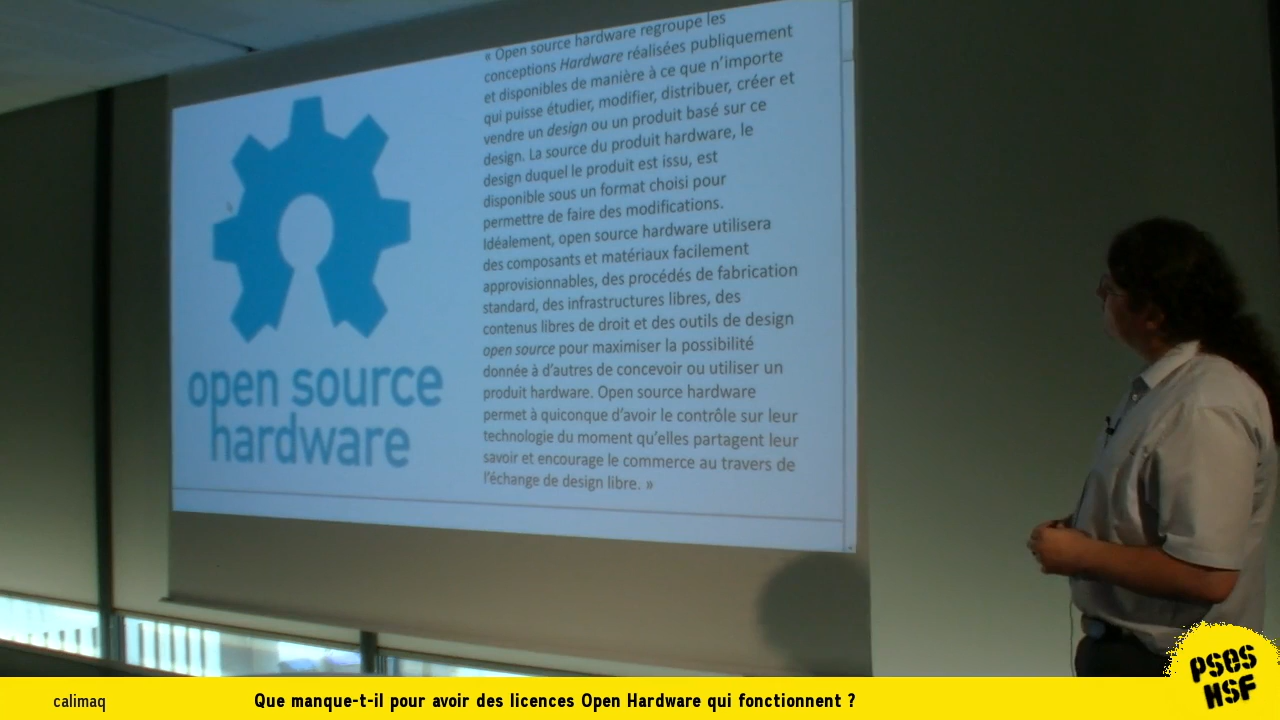 open source
hardware
« Open source hardware regroupe les
conceptions Hardware réalisées publiquement
et disponibles de manière à ce que n'importe
qui puisse étudier, modifier, distribuer, créer et
vendre un design ou un produit basé sur ce
design. La source du produit hardware, le
design duquel le produit est issu, est
disponible sous un format choisi pour
permettre de faire des modifications.
Idéalement, open source hardware utilisera
des composants et matériaux facilement
approvisionnables, des procédés de fabrication
standard, des infrastructures libres, des
contenus libres de droit et des outils de design
open source pour maximiser la possibilité
donnée à d'autres de concevoir ou utiliser un
produit hardware. Open source hardware
permet à quiconque d'avoir le contrôle sur leur
technologie du moment qu'elles partagent leur
savoir et encourage le commerce au travers de
l'échange de design libre. »
PSES
HSF
calimaq
Que manque-t-il pour avoir des licences Open Hardware qui fonctionnent ?